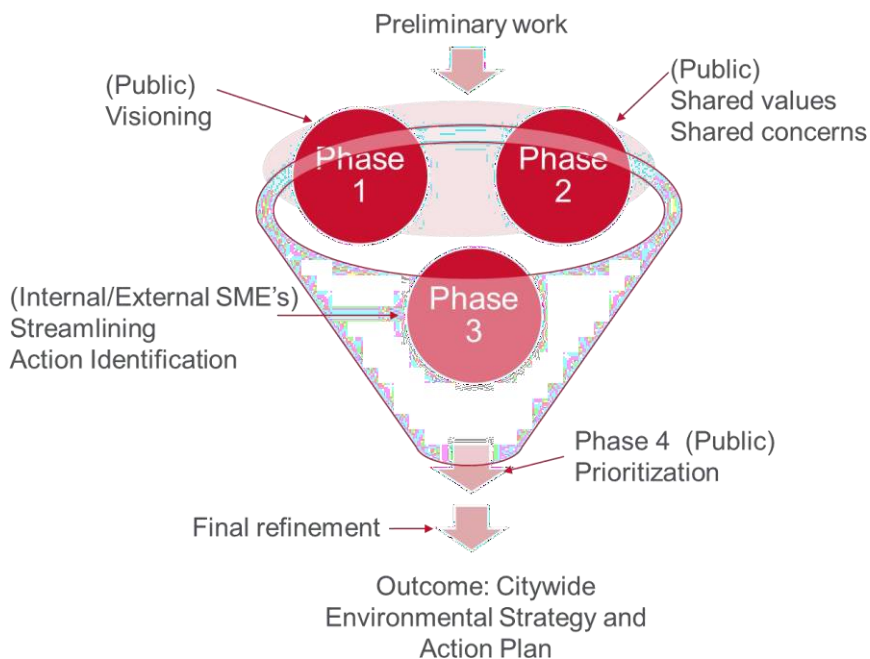 Preliminary work
(Public)
Visioning
(Public)
Shared values
Shared concerns
Phase
1
Phase
2
(Internal/External SME's)
Streamlining
Action Identification
Phase
3
Phase 4 (Public)
Prioritization
Final refinement
Outcome: Citywide
Environmental Strategy and
Action Plan